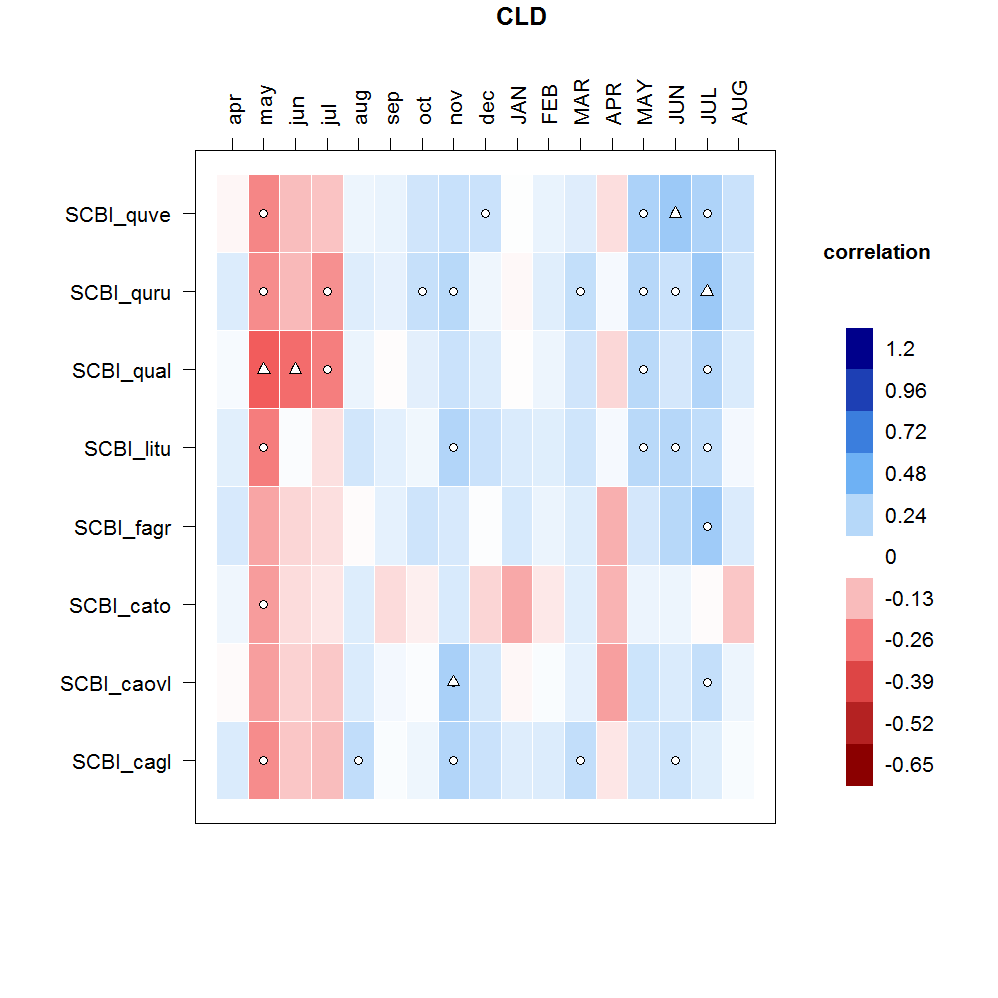 CLD
apr may jun jul aug sep oct nov dec JAN FEB MAR APR MAY JUN JUL AUG
SCBI_quve
SCBI_quru
SCBI_qual
SCBI_litu
SCBI_fagr
SCBI_cato
SCBI_caovl
SCBI_cagl
correlation
1.2
0.96
0.72
0.48
0.24
0
-0.13
-0.26
-0.39
-0.52
-0.65